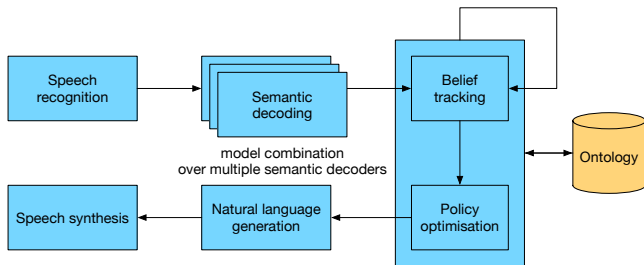 Speech
recognition
Semantic
decoding
Belief
tracking
model combination
over multiple semantic decoders
Ontology
Speech synthesis
Natural language
generation
Policy
optimisation